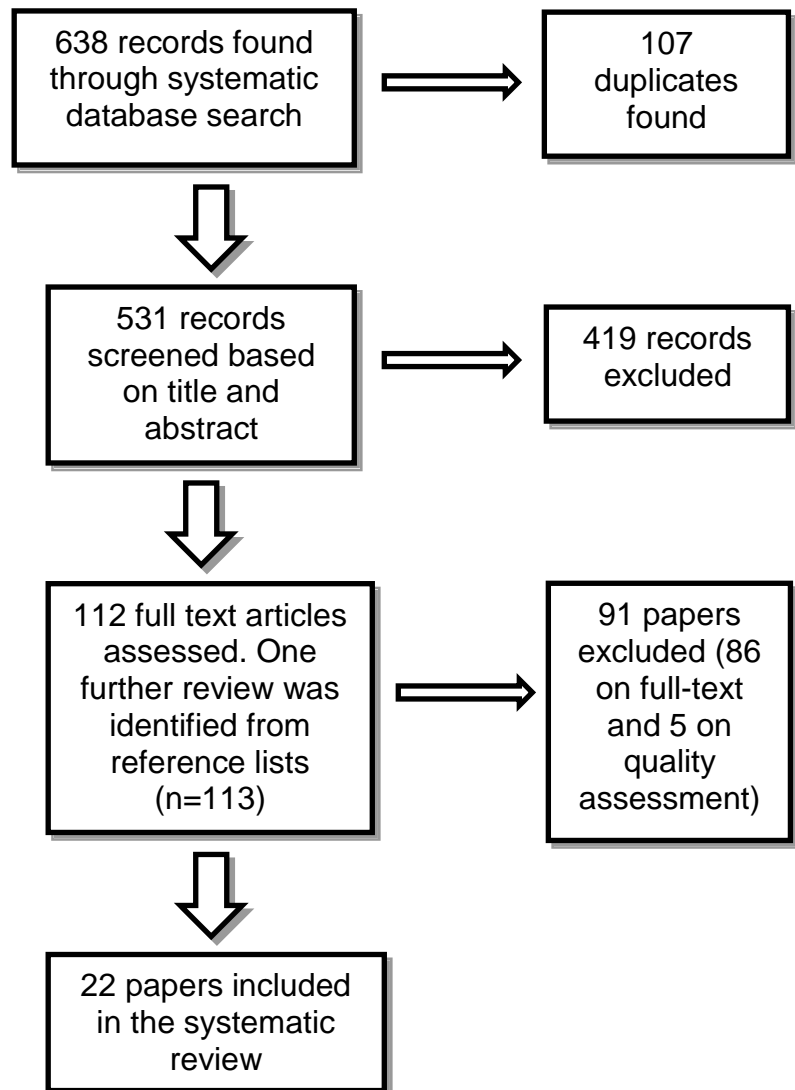 638 records found
through systematic
database search
107
duplicates
found
531 records
screened based
on title and
abstract
419 records
excluded
112 full text articles
assessed. One
further review was
identified from
reference lists
(n=113)
91 papers
excluded (86
on full-text
and 5 on
quality
assessment)
22 papers included
in the systematic
review